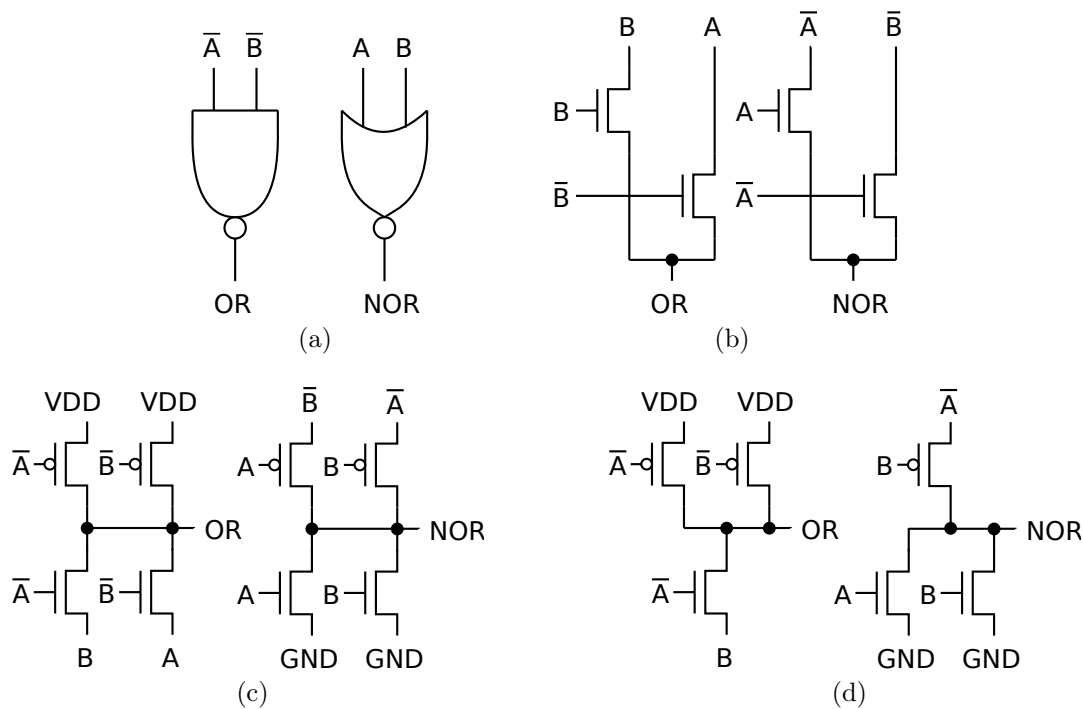 A̅ B̅ A B
OR NOR
(a)
B A A̅ B̅
B A
B̅ A̅
OR NOR
(b)
VDD VDD B̅ A̅
A̅ B̅ A B
OR NOR
A̅ B̅ A B
B A GND GND
(c)
VDD VDD A̅
A̅ B̅ B
OR NOR
A̅ A B
B GND GND
(d)